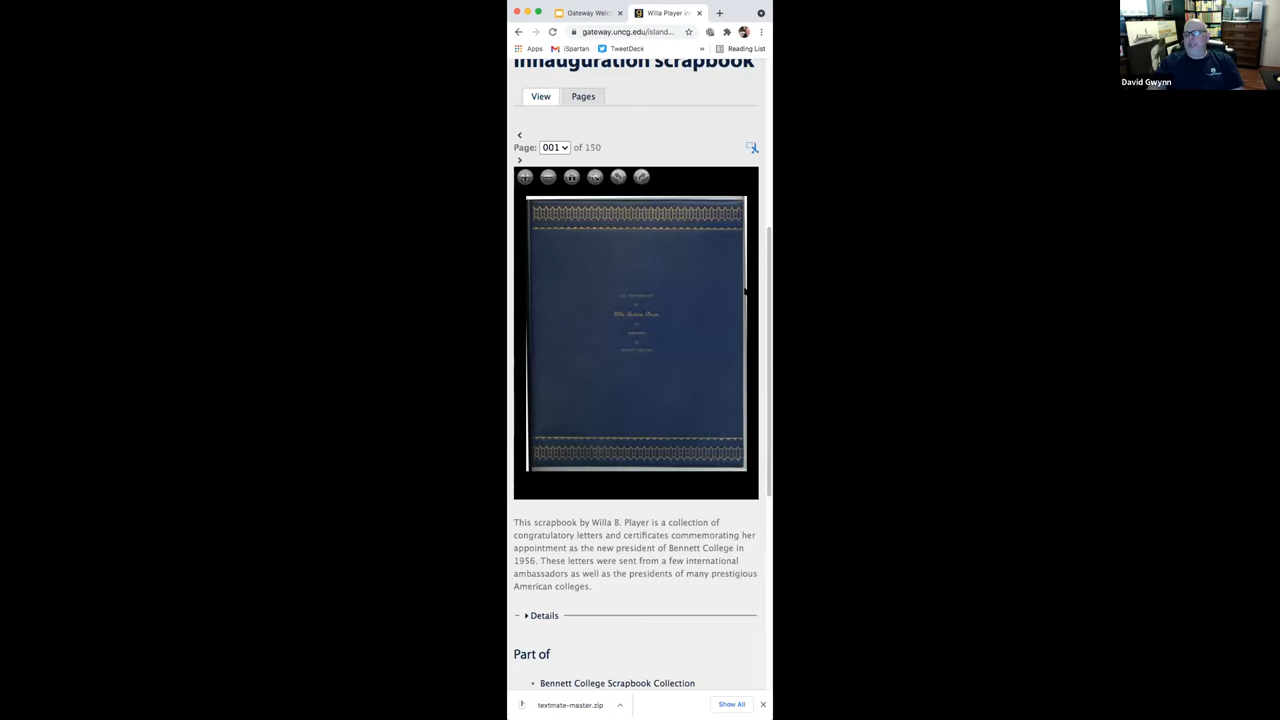 Gateway Welc
Willa Player in
gateway.uncg.edu/island...
Apps
iSpartan
TweetDeck
»
Reading List
innauguration scrapbook
View
Pages
Page: 001 of 150
Willa Beatrice Player
This scrapbook by Willa B. Player is a collection of
congratulatory letters and certificates commemorating her
appointment as the new president of Bennett College in
1956. These letters were sent from a few international
ambassadors as well as the presidents of many prestigious
American colleges.
Details
Part of
Bennett College Scrapbook Collection
textmate-master.zip
Show All
David Gwynn